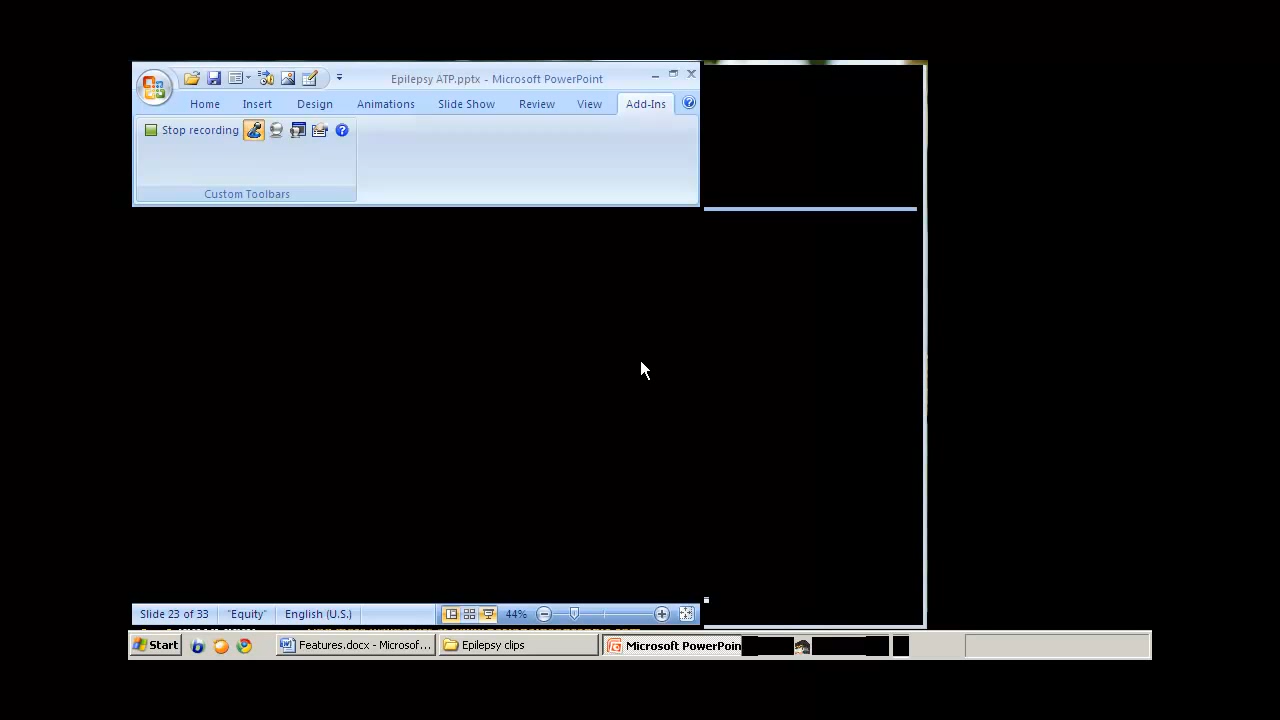 Epilepsy ATP.pptx - Microsoft PowerPoint
Home Insert Design Animations Slide Show Review View Add-Ins
Stop recording
Custom Toolbars
Slide 23 of 33 "Equity" English (U.S.) 44%
Start Features.docx - Microsof... Epilepsy clips Microsoft PowerPoin